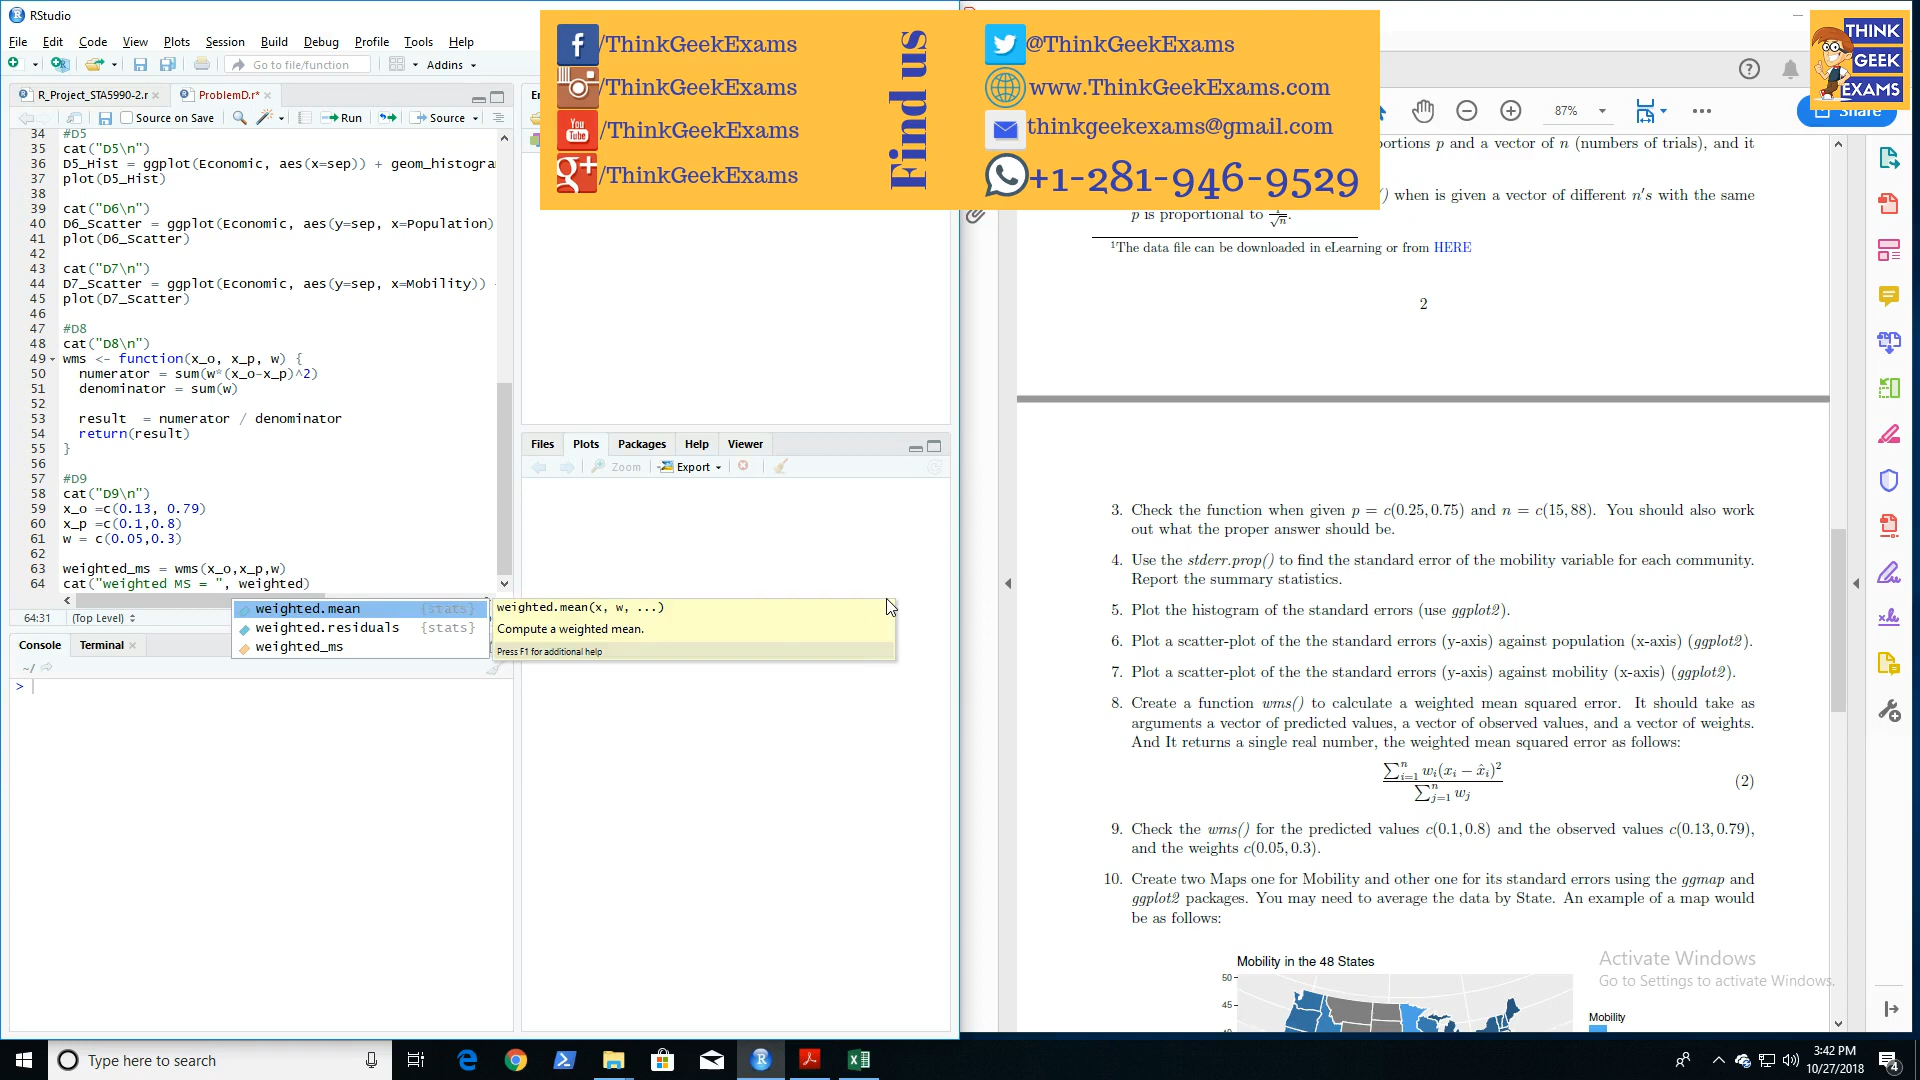 RStudio
File Edit Code View Plots Session Build Debug Profile Tools Help
Go to file/function
Addins
R_Project_STA5990-2.r
ProblemD.r*
Source on Save
Run
Source
34 #D5
35 cat("D5\n")
36 D5_Hist = ggplot(Economic, aes(x=sep)) + geom_histogra
37 plot(D5_Hist)
38
39 cat("D6\n")
40 D6_Scatter = ggplot(Economic, aes(y=sep, x=Population)
41 plot(D6_Scatter)
42
43 cat("D7\n")
44 D7_Scatter = ggplot(Economic, aes(y=sep, x=Mobility))
45 plot(D7_Scatter)
46
47 #D8
48 cat("D8\n")
49 wms <- function(x_o, x_p, w) {
50 numerator = sum(w*(x_o-x_p)^2)
51 denominator = sum(w)
52
53 result = numerator / denominator
54 return(result)
55 }
56
57 #D9
58 cat("D9\n")
59 x_o =c(0.13, 0.79)
60 x_p =c(0.1,0.8)
61 w = c(0.05,0.3)
62
63 weighted_ms = wms(x_o,x_p,w)
64 cat("weighted MS = ", weighted)
64:31 (Top Level)
weighted.mean {stats}
weighted.residuals {stats}
weighted_ms
weighted.mean(x, w, ...)
Compute a weighted mean.
Press F1 for additional help
Console Terminal
~/
>
En
Files Plots Packages Help Viewer
Zoom Export
f /ThinkGeekExams
/ThinkGeekExams
You Tube /ThinkGeekExams
g+ /ThinkGeekExams
Find us
@ThinkGeekExams
www.ThinkGeekExams.com
thinkgeekexams@gmail.com
+1-281-946-9529
THINK
GEEK
EXAMS
87%
Share
portions p and a vector of n (numbers of trials), and it
() when is given a vector of different n's with the same
p is proportional to 1/√n.
¹The data file can be downloaded in eLearning or from HERE
2
3. Check the function when given p = c(0.25, 0.75) and n = c(15, 88). You should also work
out what the proper answer should be.
4. Use the stderr.prop() to find the standard error of the mobility variable for each community.
Report the summary statistics.
5. Plot the histogram of the standard errors (use ggplot2).
6. Plot a scatter-plot of the the standard errors (y-axis) against population (x-axis) (ggplot2).
7. Plot a scatter-plot of the the standard errors (y-axis) against mobility (x-axis) (ggplot2).
8. Create a function wms() to calculate a weighted mean squared error. It should take as
arguments a vector of predicted values, a vector of observed values, and a vector of weights.
And It returns a single real number, the weighted mean squared error as follows:
∑ⁿᵢ₌₁ wᵢ(xᵢ − x̂ᵢ)²
∑ⁿⱼ₌₁ wⱼ
(2)
9. Check the wms() for the predicted values c(0.1, 0.8) and the observed values c(0.13, 0.79),
and the weights c(0.05, 0.3).
10. Create two Maps one for Mobility and other one for its standard errors using the ggmap and
ggplot2 packages. You may need to average the data by State. An example of a map would
be as follows:
Mobility in the 48 States
50
45
Mobility
Activate Windows
Go to Settings to activate Windows.
Type here to search
3:42 PM
10/27/2018
4